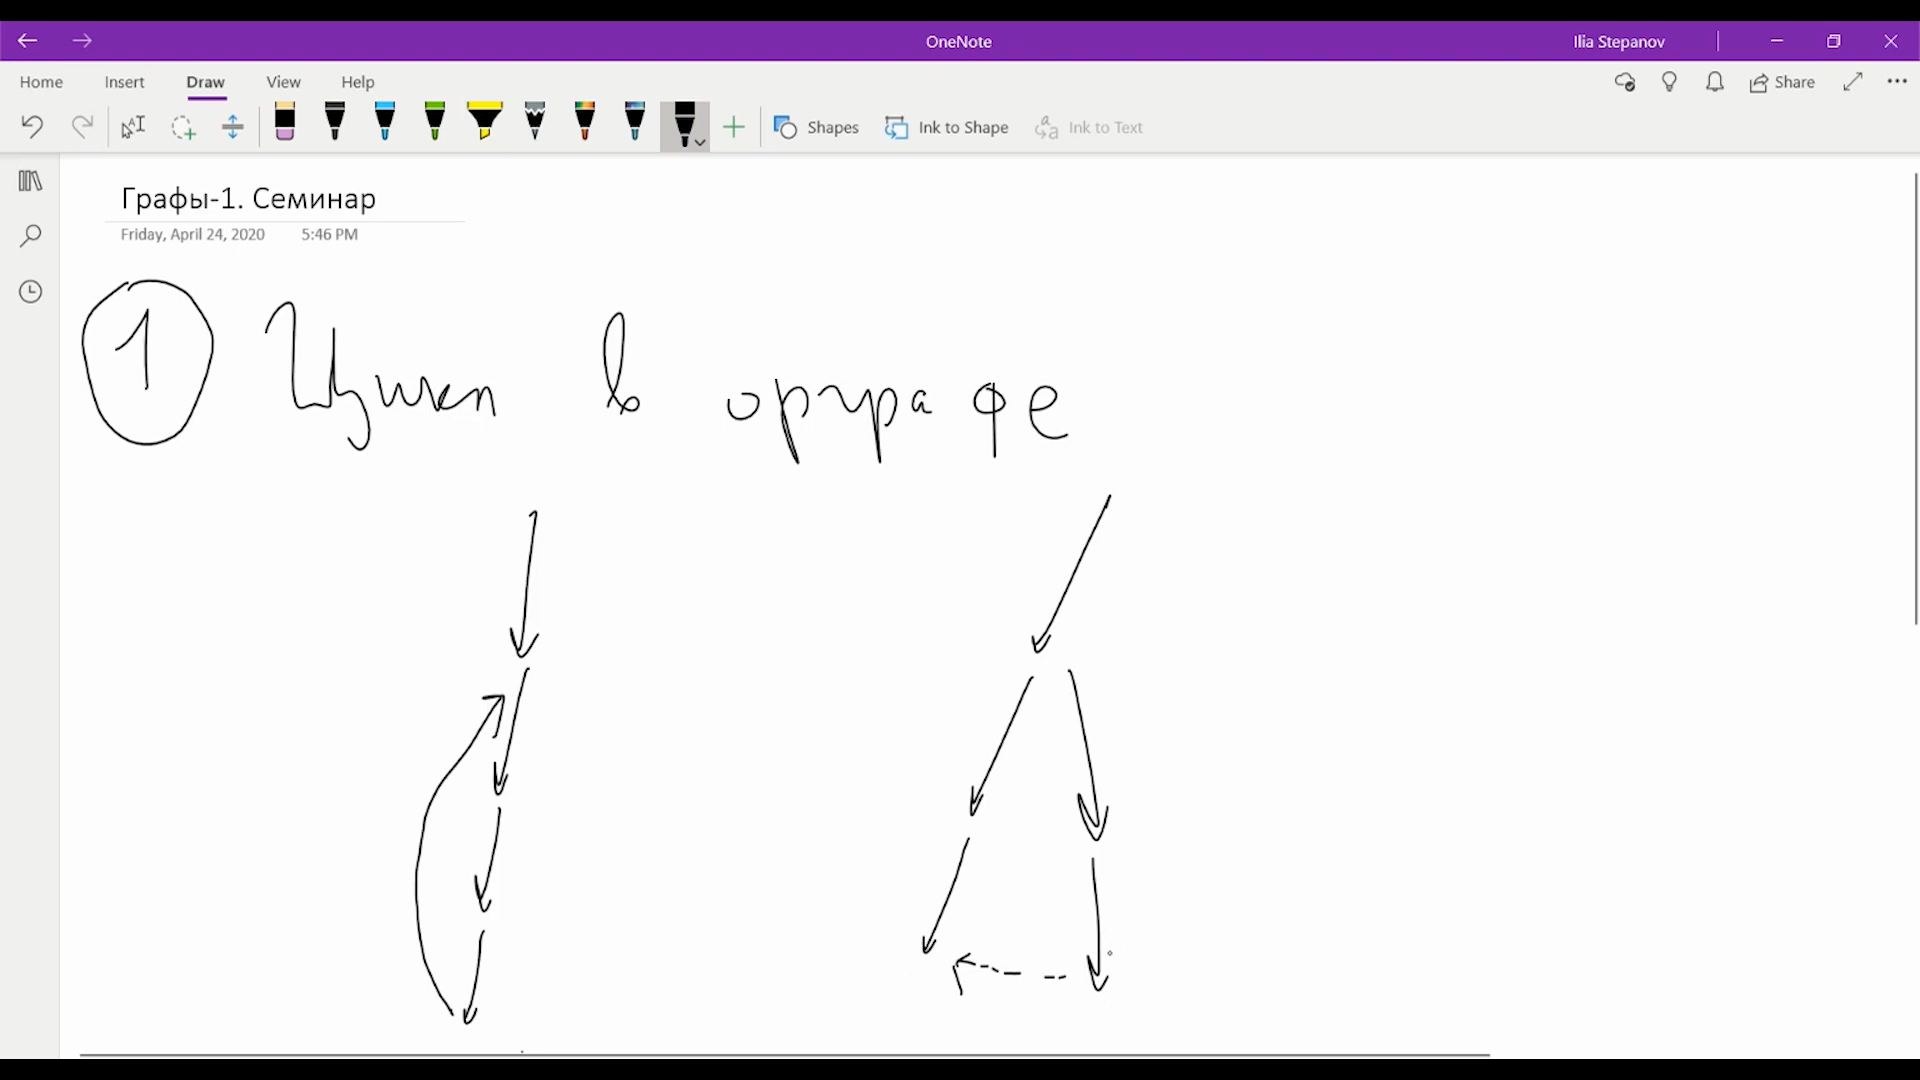 OneNote
Ilia Stepanov
Home Insert Draw View Help
Share
Shapes Ink to Shape Ink to Text
Графы-1. Семинар
Friday, April 24, 2020 5:46 PM
1 Цикл в орграфе